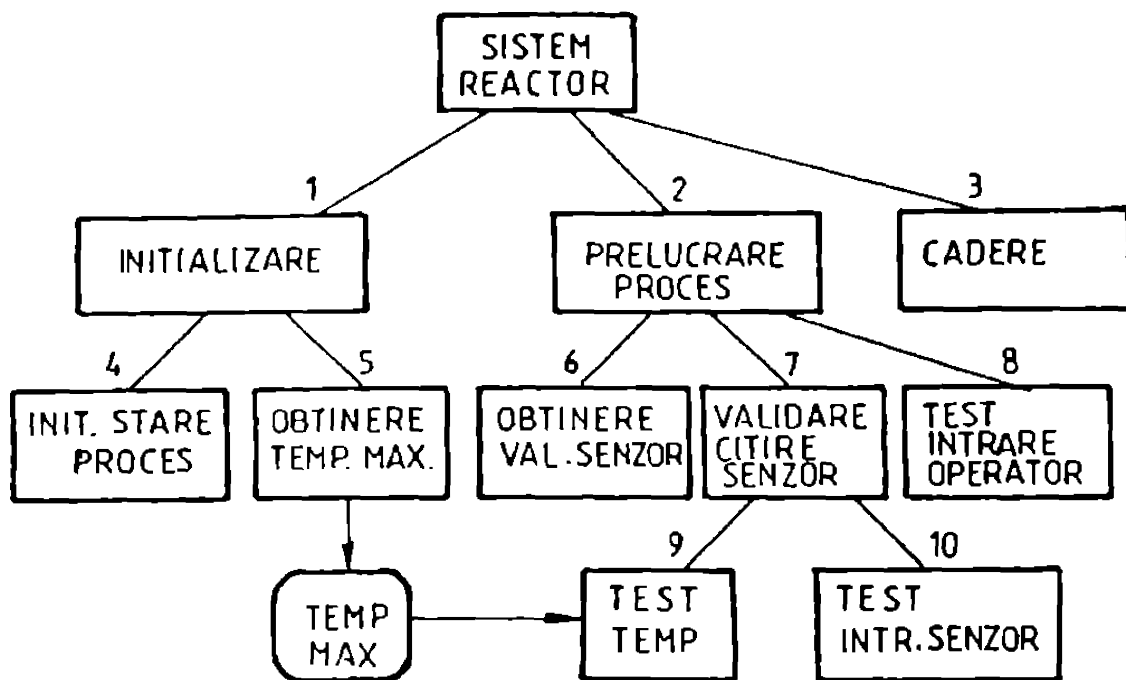 SISTEM
REACTOR
1
2
3
INITIALIZARE
PRELUCRARE
PROCES
CADERE
4
5
6
7
8
INIT. STARE
PROCES
OBTINERE
TEMP. MAX.
OBTINERE
VAL. SENZOR
VALIDARE
CITIRE
SENZOR
TEST
INTRARE
OPERATOR
9
10
TEMP
MAX
TEST
TEMP
TEST
INTR. SENZOR